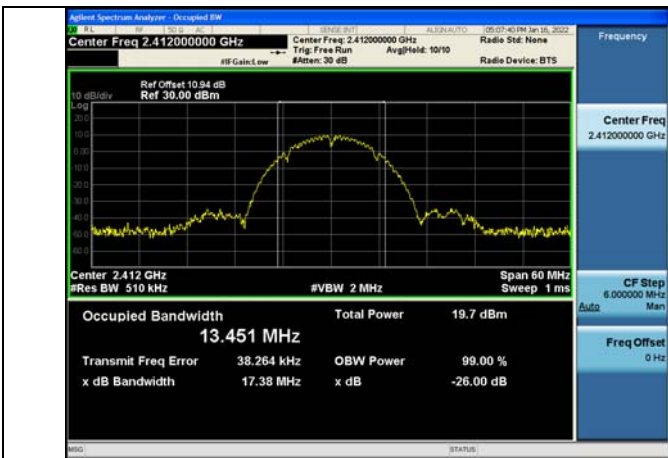 Agilent Spectrum Analyzer - Occupied BW
RL RF 50 Ω AC SENSE:INT ALIGNAUTO 05:07:40 PM Jan 16, 2022
Center Freq 2.412000000 GHz Center Freq: 2.412000000 GHz Radio Std: None Frequency
Trig: Free Run Avg|Hold: 10/10
#IFGain:Low #Atten: 30 dB Radio Device: BTS
Ref Offset 10.94 dB
10 dB/div Ref 30.00 dBm
Log
20.0
10.0
0.00
-10.0
-20.0
-30.0
-40.0
-50.0
-60.0
Center Freq
2.412000000 GHz
Center 2.412 GHz Span 60 MHz
#Res BW 510 kHz #VBW 2 MHz Sweep 1 ms
CF Step
6.000000 MHz
Auto Man
Occupied Bandwidth Total Power 19.7 dBm
13.451 MHz
Freq Offset
0 Hz
Transmit Freq Error 38.264 kHz OBW Power 99.00 %
x dB Bandwidth 17.38 MHz x dB -26.00 dB
MSG STATUS